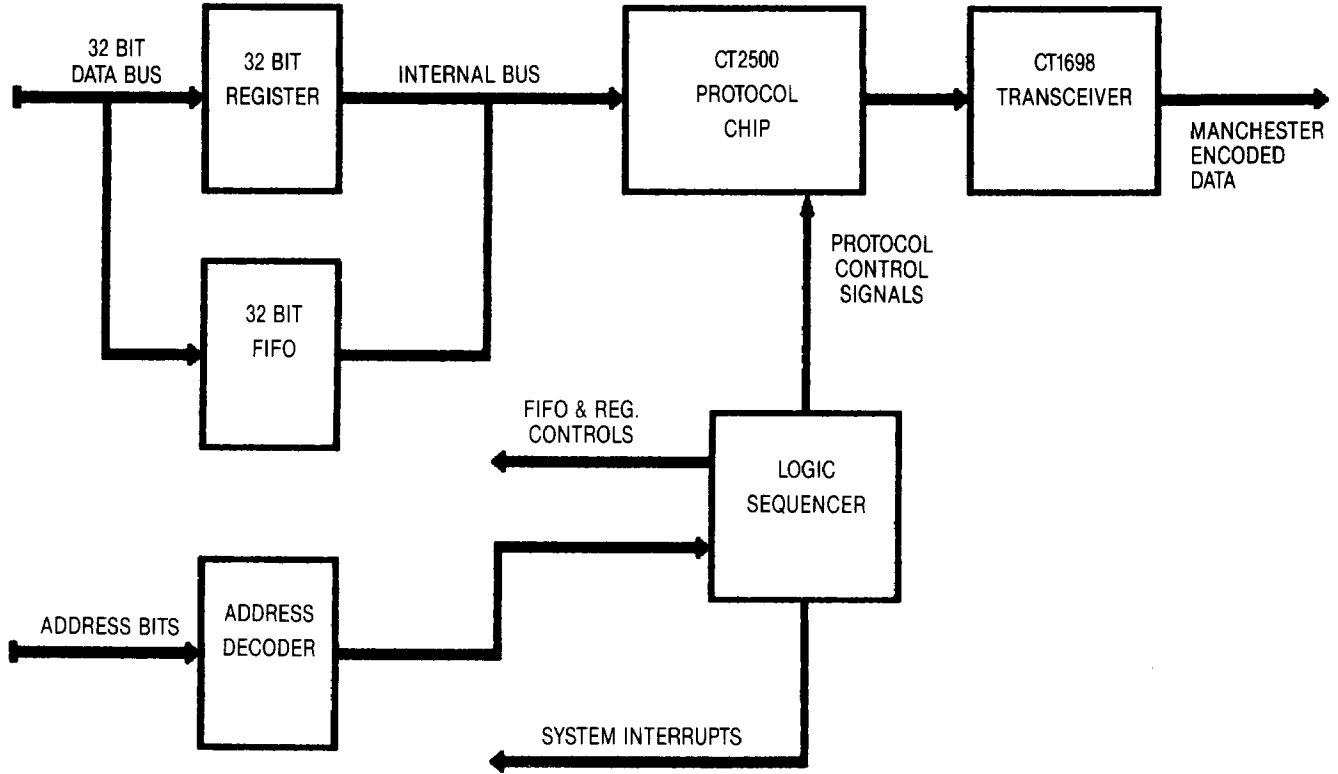 32 BIT
DATA BUS
32 BIT
REGISTER
INTERNAL BUS
CT2500
PROTOCOL
CHIP
CT1698
TRANSCEIVER
MANCHESTER
ENCODED
DATA
32 BIT
FIFO
PROTOCOL
CONTROL
SIGNALS
FIFO & REG.
CONTROLS
LOGIC
SEQUENCER
ADDRESS BITS
ADDRESS
DECODER
SYSTEM INTERRUPTS